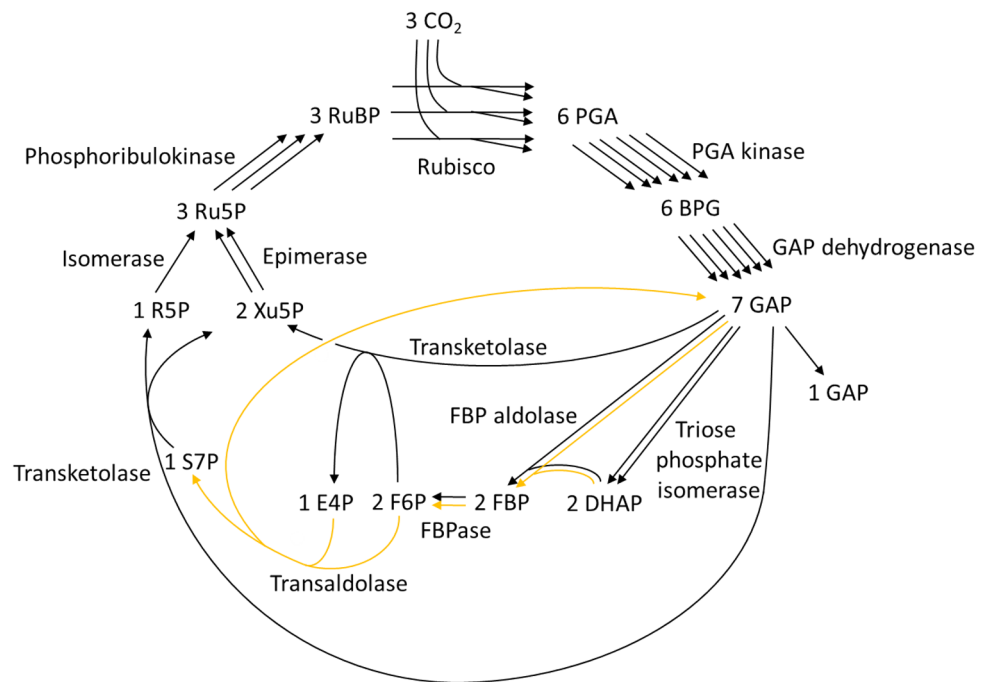 3 CO₂
3 RuBP
6 PGA
Phosphoribulokinase
Rubisco
PGA kinase
3 Ru5P
6 BPG
Isomerase
Epimerase
GAP dehydrogenase
1 R5P
2 Xu5P
7 GAP
Transketolase
1 GAP
FBP aldolase
Triose
phosphate
isomerase
1 S7P
Transketolase
1 E4P
2 F6P
2 FBP
2 DHAP
FBPase
Transaldolase